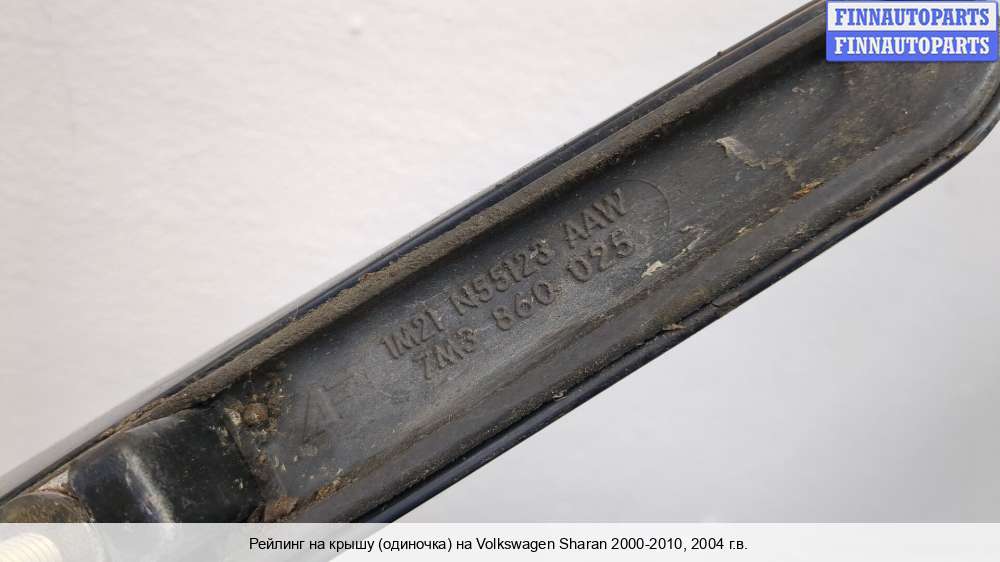 FINNAUTOPARTS
FINNAUTOPARTS
1M21 N55123 AAW
7M3 860 025
Рейлинг на крышу (одиночка) на Volkswagen Sharan 2000-2010, 2004 г.в.